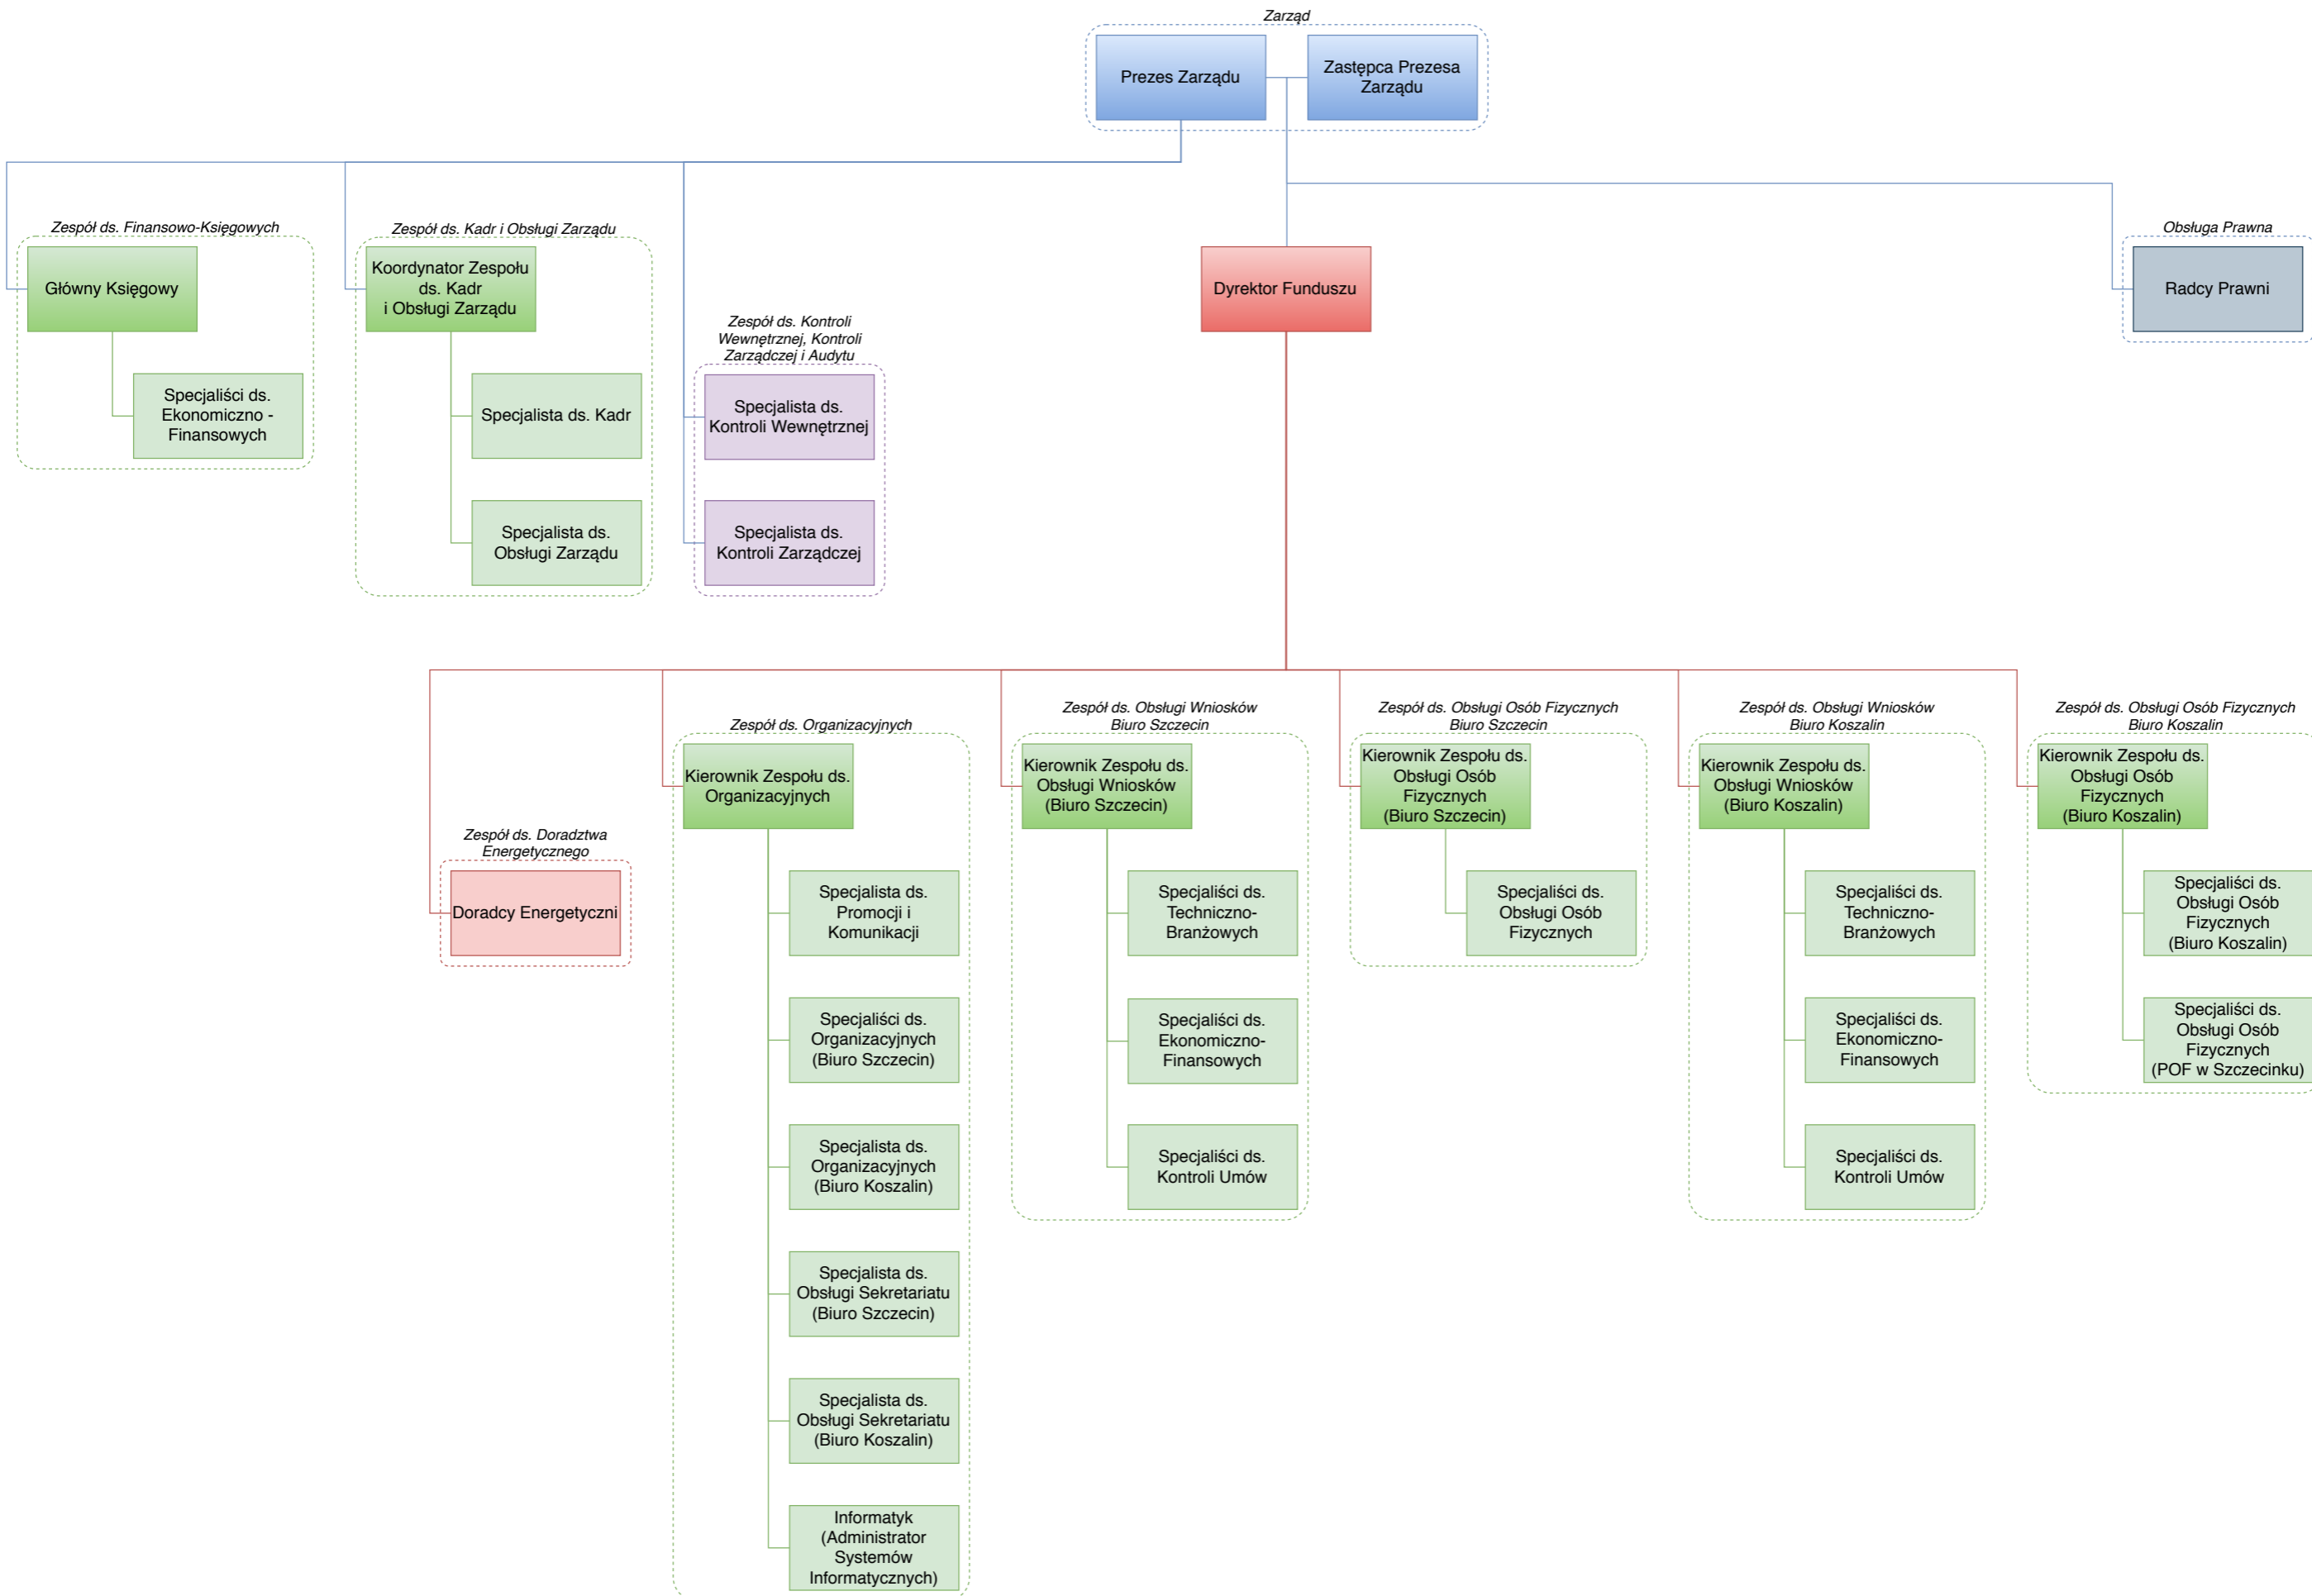 Zarząd
Prezes Zarządu
Zastępca Prezesa
Zarządu
Zespół ds. Finansowo-Księgowych
Główny Księgowy
Specjaliści ds.
Ekonomiczno -
Finansowych
Zespół ds. Kadr i Obsługi Zarządu
Koordynator Zespołu
ds. Kadr
i Obsługi Zarządu
Specjalista ds. Kadr
Specjalista ds.
Obsługi Zarządu
Zespół ds. Kontroli
Wewnętrznej, Kontroli
Zarządczej i Audytu
Specjalista ds.
Kontroli Wewnętrznej
Specjalista ds.
Kontroli Zarządczej
Dyrektor Funduszu
Obsługa Prawna
Radcy Prawni
Zespół ds. Doradztwa
Energetycznego
Doradcy Energetyczni
Zespół ds. Organizacyjnych
Kierownik Zespołu ds.
Organizacyjnych
Specjalista ds.
Promocji i
Komunikacji
Specjaliści ds.
Organizacyjnych
(Biuro Szczecin)
Specjalista ds.
Organizacyjnych
(Biuro Koszalin)
Specjalista ds.
Obsługi Sekretariatu
(Biuro Szczecin)
Specjalista ds.
Obsługi Sekretariatu
(Biuro Koszalin)
Informatyk
(Administrator
Systemów
Informatycznych)
Zespół ds. Obsługi Wniosków
Biuro Szczecin
Kierownik Zespołu ds.
Obsługi Wniosków
(Biuro Szczecin)
Specjaliści ds.
Techniczno-
Branżowych
Specjaliści ds.
Ekonomiczno-
Finansowych
Specjaliści ds.
Kontroli Umów
Zespół ds. Obsługi Osób Fizycznych
Biuro Szczecin
Kierownik Zespołu ds.
Obsługi Osób
Fizycznych
(Biuro Szczecin)
Specjaliści ds.
Obsługi Osób
Fizycznych
Zespół ds. Obsługi Wniosków
Biuro Koszalin
Kierownik Zespołu ds.
Obsługi Wniosków
(Biuro Koszalin)
Specjaliści ds.
Techniczno-
Branżowych
Specjaliści ds.
Ekonomiczno-
Finansowych
Specjaliści ds.
Kontroli Umów
Zespół ds. Obsługi Osób Fizycznych
Biuro Koszalin
Kierownik Zespołu ds.
Obsługi Osób
Fizycznych
(Biuro Koszalin)
Specjaliści ds.
Obsługi Osób
Fizycznych
(Biuro Koszalin)
Specjaliści ds.
Obsługi Osób
Fizycznych
(POF w Szczecinku)